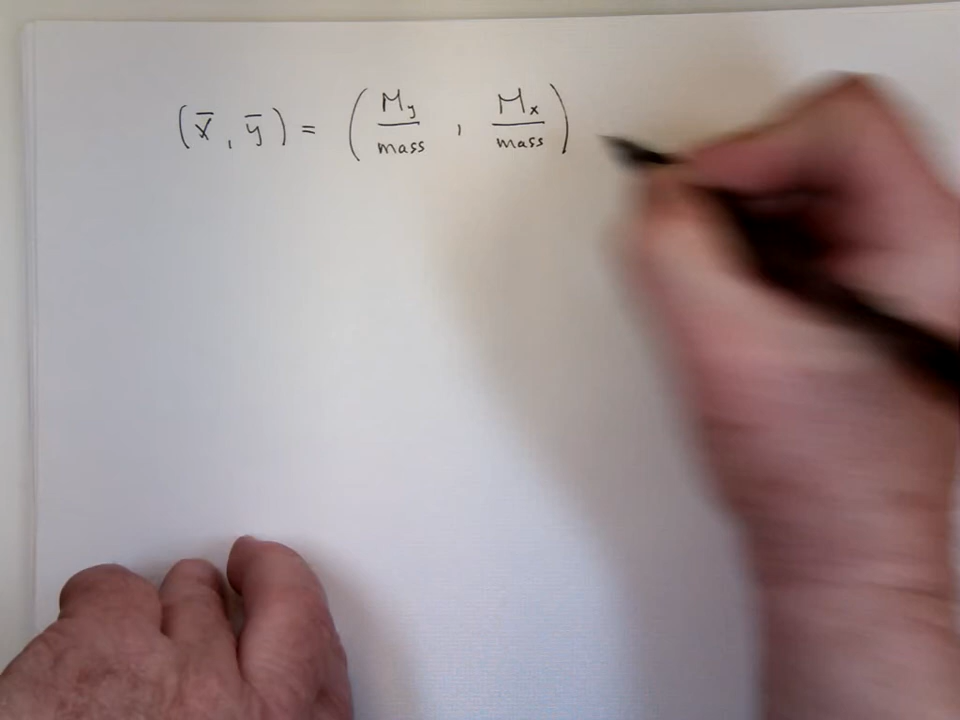 (x̄, ȳ) = (M_y/mass, M_x/mass)